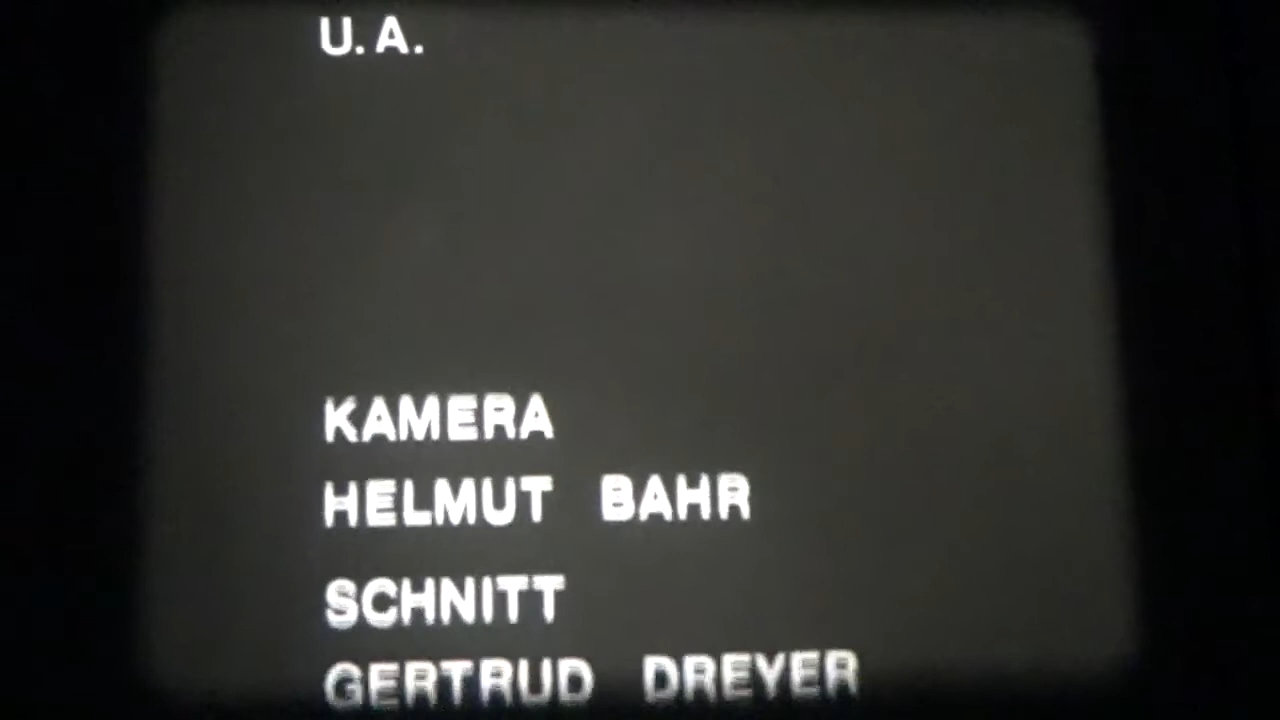 U.A.
KAMERA
HELMUT BAHR
SCHNITT
GERTRUD DREYER